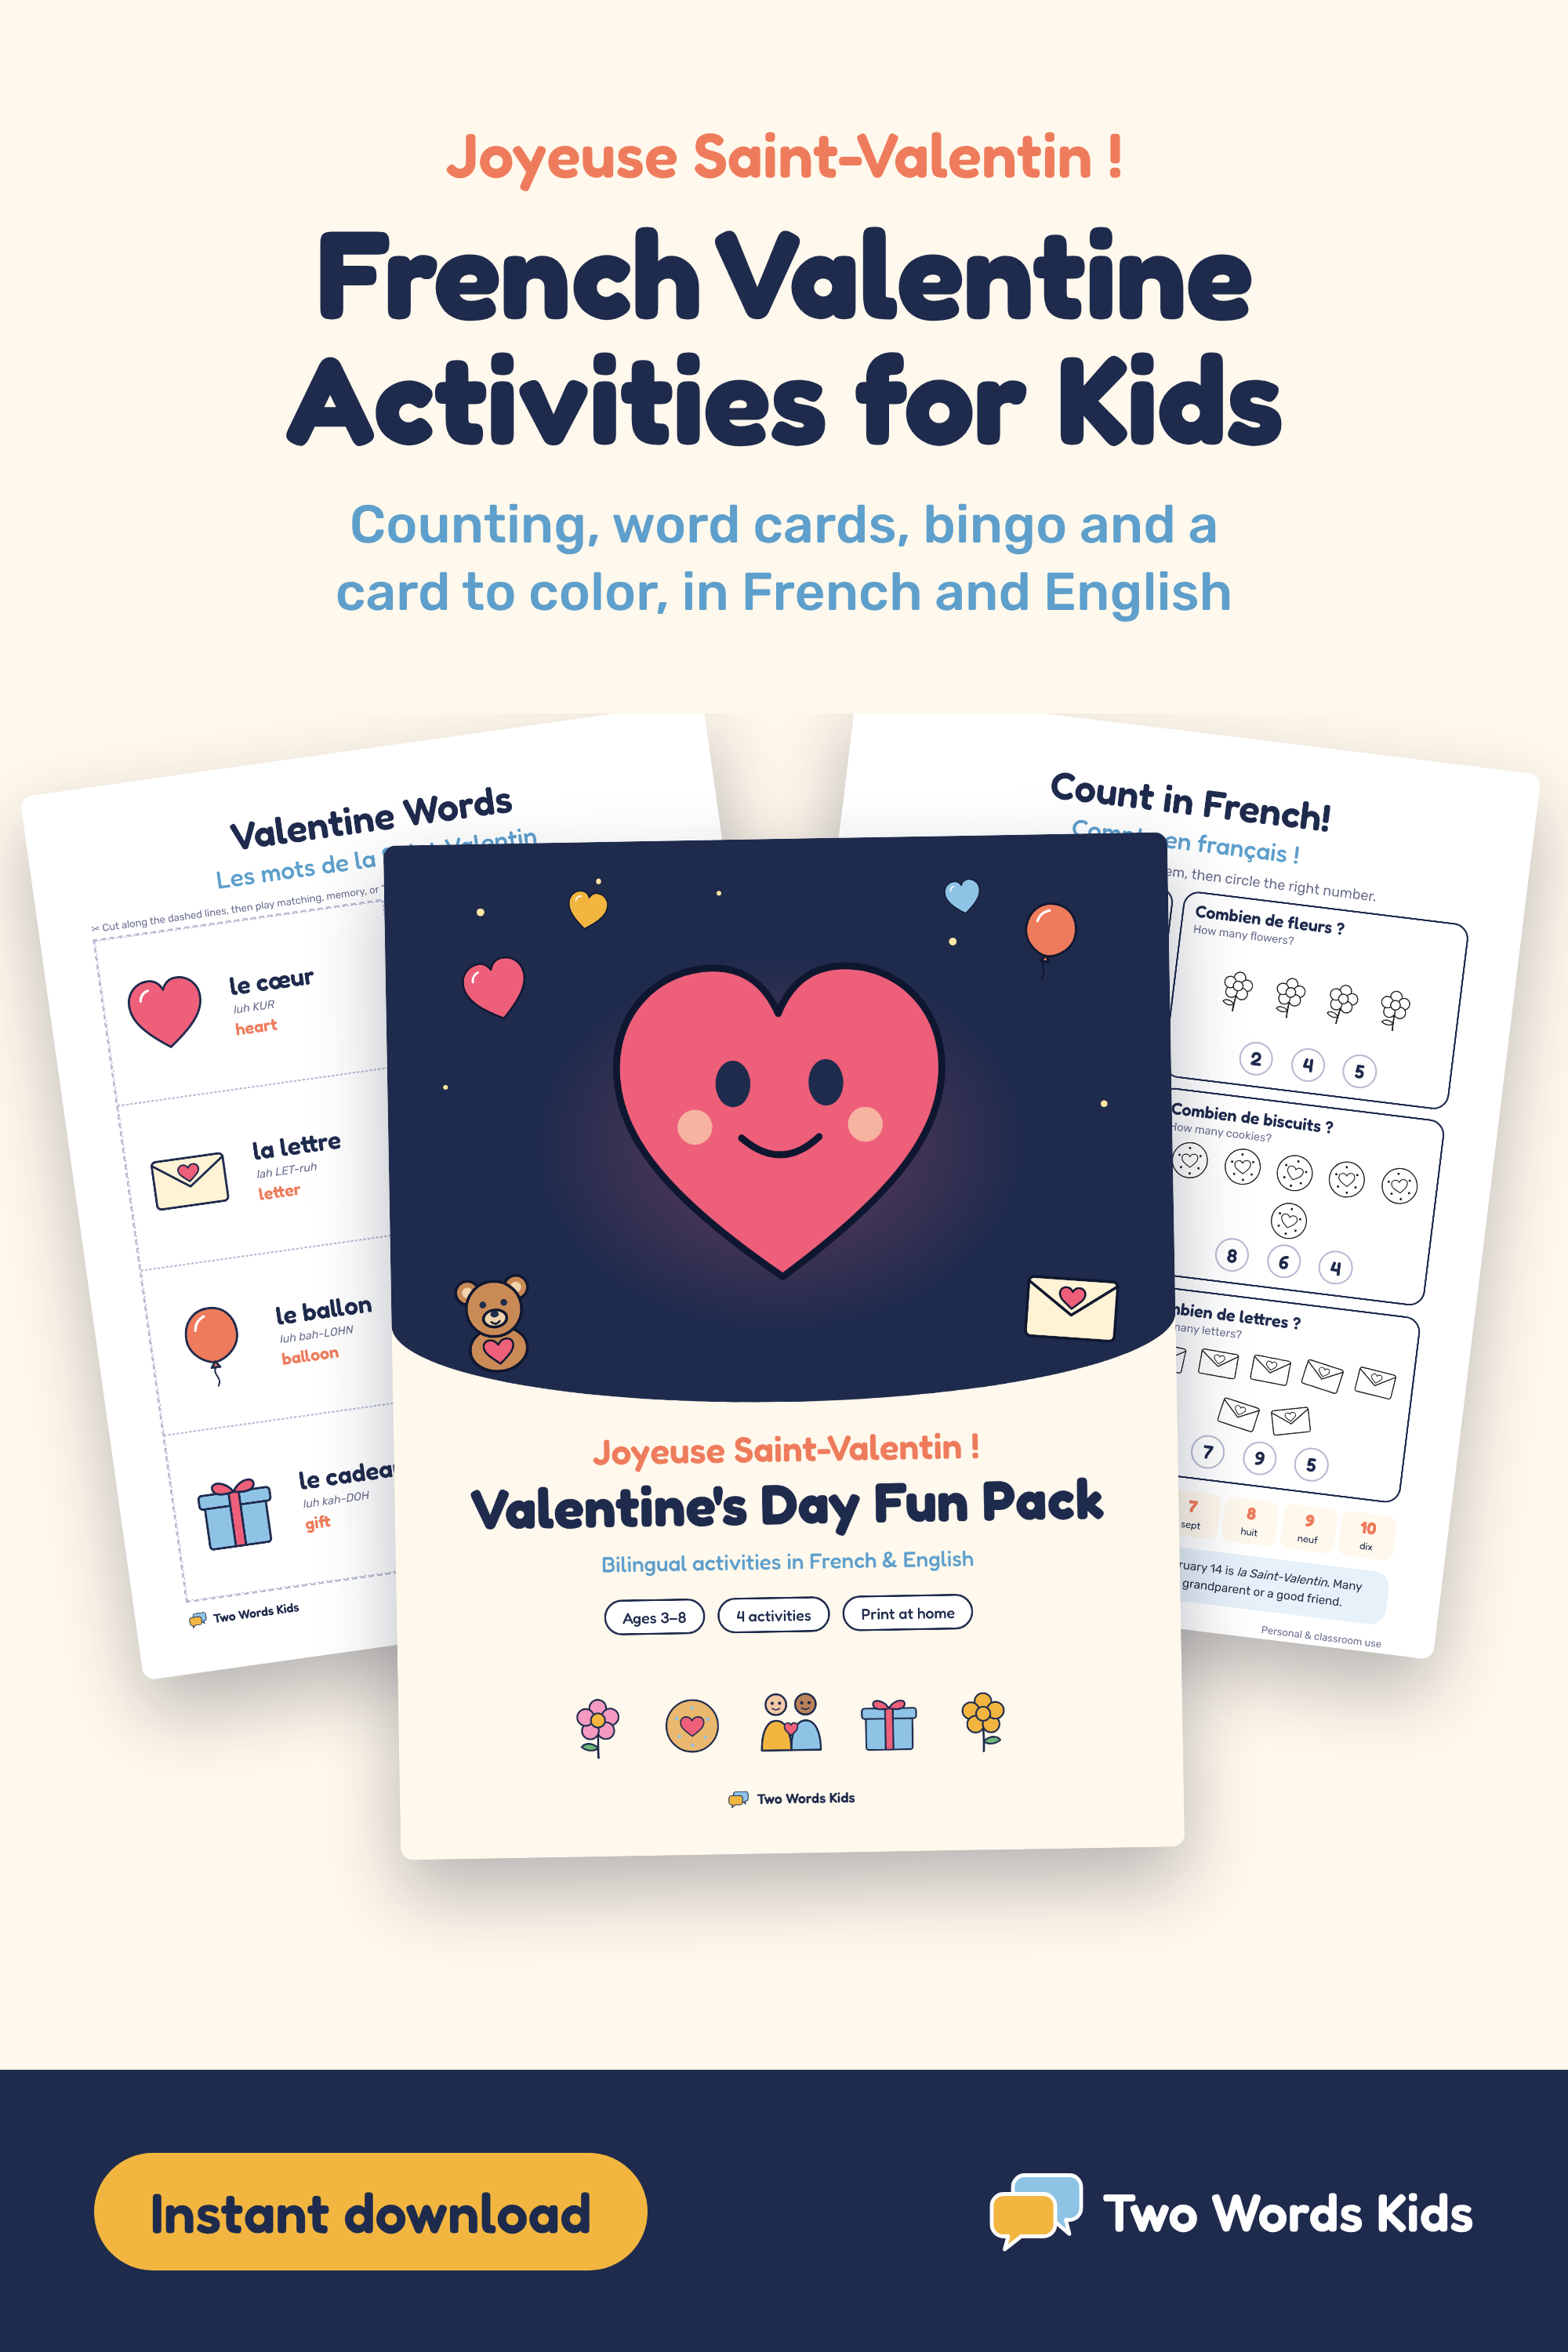 Joyeuse Saint-Valentin !
French Valentine
Activities for Kids
Counting, word cards, bingo and a
card to color, in French and English
Valentine Words
Les mots de la Saint-Valentin
✂ Cut along the dashed lines, then play matching, memory, or
le cœur
luh KUR
heart
la lettre
lah LET-ruh
letter
le ballon
luh bah-LOHN
balloon
le cadeau
luh kah-DOH
gift
Two Words Kids
Joyeuse Saint-Valentin !
Valentine's Day Fun Pack
Bilingual activities in French & English
Ages 3–8
4 activities
Print at home
Two Words Kids
Count in French!
en français !
then circle the right number.
Combien de fleurs ?
How many flowers?
2 4 5
Combien de biscuits ?
How many cookies?
8 6 4
de lettres ?
many letters?
7 9 5
7 8 9 10
sept huit neuf dix
14 is la Saint-Valentin. Many
grandparent or a good friend.
Personal & classroom use
Instant download
Two Words Kids